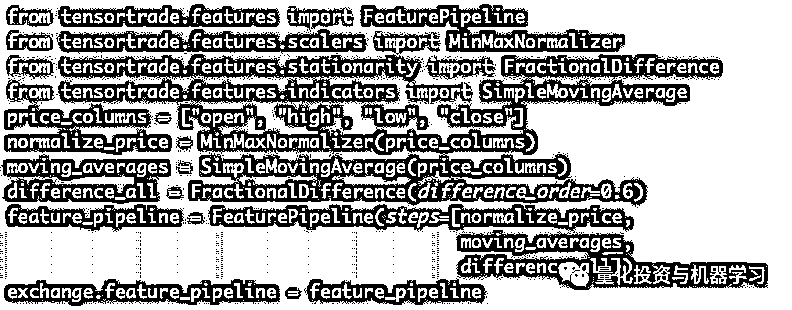 from tensortrade.features import FeaturePipeline
from tensortrade.features.scalers import MinMaxNormalizer
from tensortrade.features.stationarity import FractionalDifference
from tensortrade.features.indicators import SimpleMovingAverage
price_columns = ["open", "high", "low", "close"]
normalize_price = MinMaxNormalizer(price_columns)
moving_averages = SimpleMovingAverage(price_columns)
difference_all = FractionalDifference(difference_order=0.6)
feature_pipeline = FeaturePipeline(steps=[normalize_price,
moving_averages,
difference_all])
量化投资与机器学习
exchange.feature_pipeline = feature_pipeline